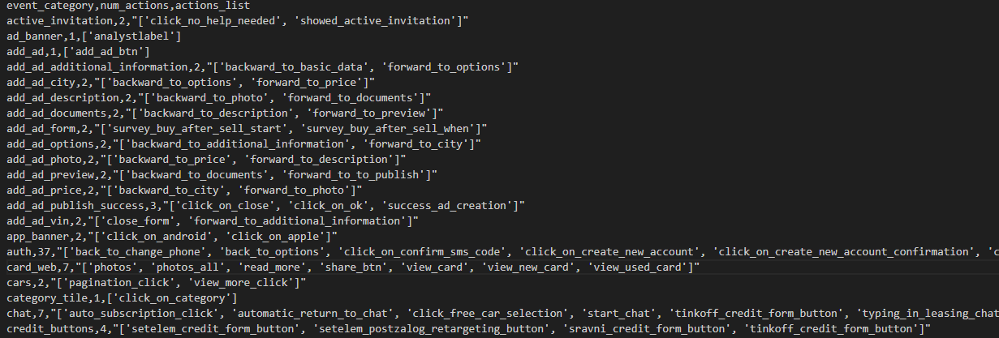 event_category,num_actions,actions_list
active_invitation,2,"['click_no_help_needed', 'showed_active_invitation']"
ad_banner,1,['analystlabel']
add_ad,1,['add_ad_btn']
add_ad_additional_information,2,"['backward_to_basic_data', 'forward_to_options']"
add_ad_city,2,"['backward_to_options', 'forward_to_price']"
add_ad_description,2,"['backward_to_photo', 'forward_to_documents']"
add_ad_documents,2,"['backward_to_description', 'forward_to_preview']"
add_ad_form,2,"['survey_buy_after_sell_start', 'survey_buy_after_sell_when']"
add_ad_options,2,"['backward_to_additional_information', 'forward_to_city']"
add_ad_photo,2,"['backward_to_price', 'forward_to_description']"
add_ad_preview,2,"['backward_to_documents', 'forward_to_to_publish']"
add_ad_price,2,"['backward_to_city', 'forward_to_photo']"
add_ad_publish_success,3,"['click_on_close', 'click_on_ok', 'success_ad_creation']"
add_ad_vin,2,"['close_form', 'forward_to_additional_information']"
app_banner,2,"['click_on_android', 'click_on_apple']"
auth,37,"['back_to_change_phone', 'back_to_options', 'click_on_confirm_sms_code', 'click_on_create_new_account', 'click_on_create_new_account_confirmation', 'c
card_web,7,"['photos', 'photos_all', 'read_more', 'share_btn', 'view_card', 'view_new_card', 'view_used_card']"
cars,2,"['pagination_click', 'view_more_click']"
category_tile,1,['click_on_category']
chat,7,"['auto_subscription_click', 'automatic_return_to_chat', 'click_free_car_selection', 'start_chat', 'tinkoff_credit_form_button', 'typing_in_leasing_chat
credit_buttons,4,"['setelem_credit_form_button', 'setelem_postzalog_retargeting_button', 'sravni_credit_form_button', 'tinkoff_credit_form_button']"